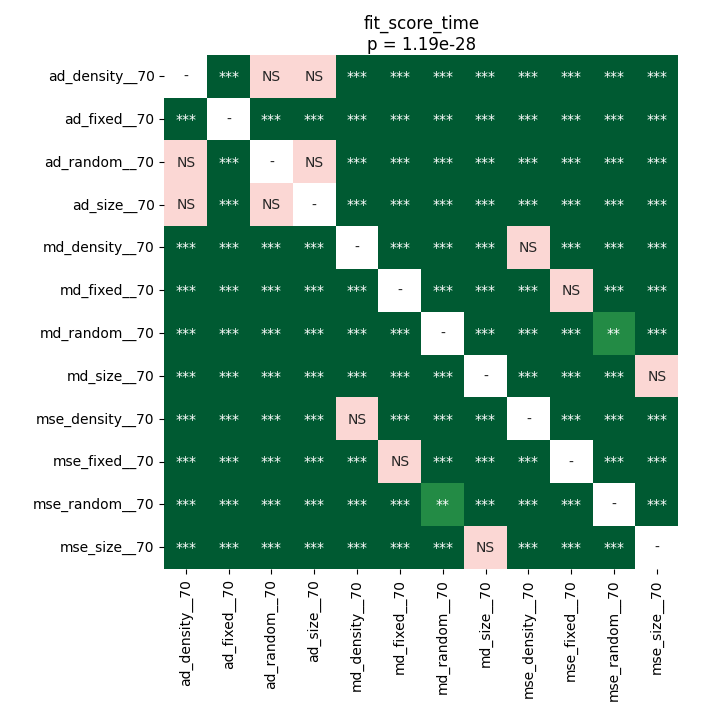 fit_score_time
p = 1.19e-28
ad_density__70 - *** NS NS *** *** *** *** *** *** *** ***
ad_fixed__70 *** - *** *** *** *** *** *** *** *** *** ***
ad_random__70 NS *** - NS *** *** *** *** *** *** *** ***
ad_size__70 NS *** NS - *** *** *** *** *** *** *** ***
md_density__70 *** *** *** *** - *** *** *** NS *** *** ***
md_fixed__70 *** *** *** *** *** - *** *** *** NS *** ***
md_random__70 *** *** *** *** *** *** - *** *** *** ** ***
md_size__70 *** *** *** *** *** *** *** - *** *** *** NS
mse_density__70 *** *** *** *** NS *** *** *** - *** *** ***
mse_fixed__70 *** *** *** *** *** NS *** *** *** - *** ***
mse_random__70 *** *** *** *** *** *** ** *** *** *** - ***
mse_size__70 *** *** *** *** *** *** *** NS *** *** *** -
ad_density__70
ad_fixed__70
ad_random__70
ad_size__70
md_density__70
md_fixed__70
md_random__70
md_size__70
mse_density__70
mse_fixed__70
mse_random__70
mse_size__70